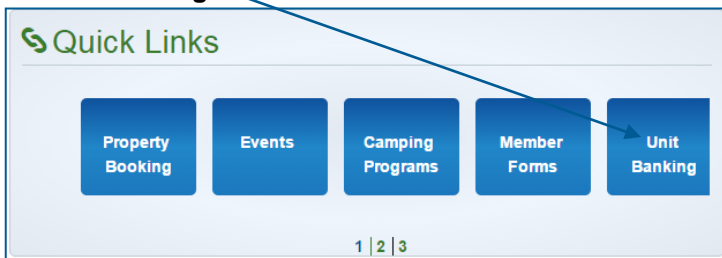 Quick Links
Property
Booking
Events
Camping
Programs
Member
Forms
Unit
Banking
1 | 2 | 3